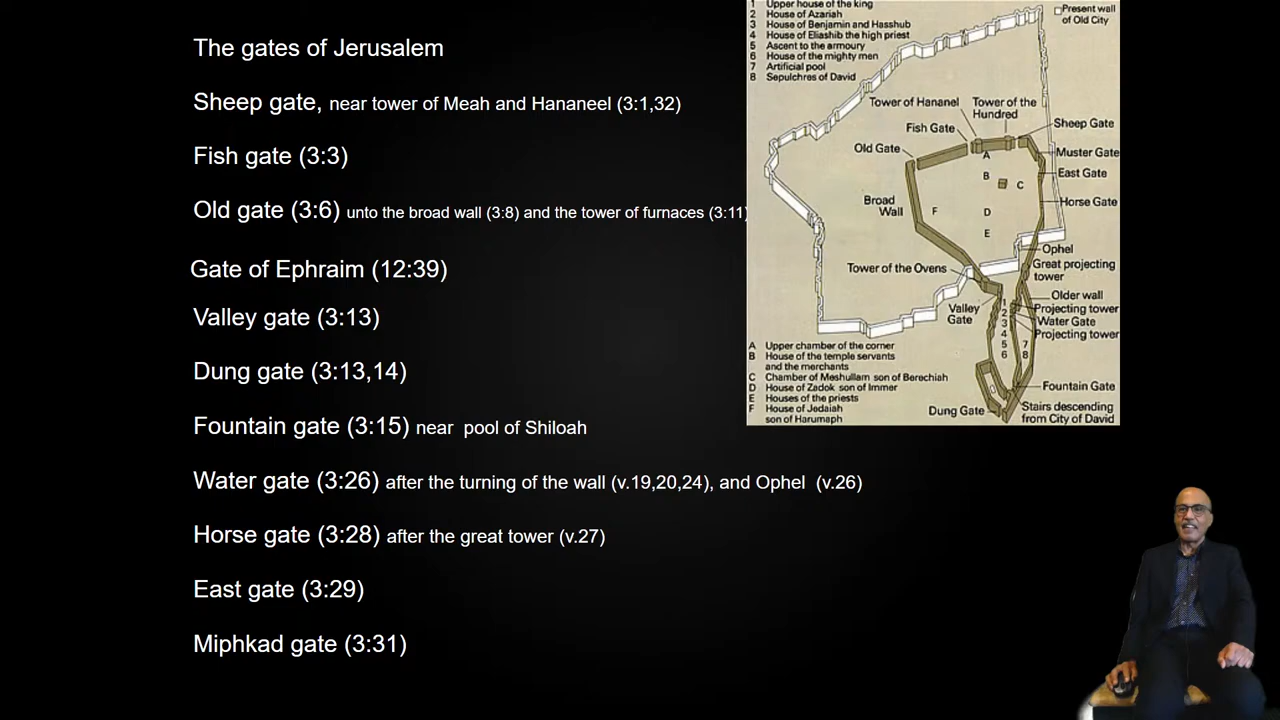 The gates of Jerusalem
Sheep gate, near tower of Meah and Hananeel (3:1,32)
Fish gate (3:3)
Old gate (3:6) unto the broad wall (3:8) and the tower of furnaces (3:11)
Gate of Ephraim (12:39)
Valley gate (3:13)
Dung gate (3:13,14)
Fountain gate (3:15) near pool of Shiloah
Water gate (3:26) after the turning of the wall (v.19,20,24), and Ophel (v.26)
Horse gate (3:28) after the great tower (v.27)
East gate (3:29)
Miphkad gate (3:31)
1 Upper house of the king
2 House of Azariah
3 House of Benjamin and Hasshub
4 House of Eliashib the high priest
5 Ascent to the armoury
6 House of the mighty men
7 Artificial pool
8 Sepulchres of David
Present wall
of Old City
Tower of Hananel
Tower of the
Hundred
Fish Gate
Sheep Gate
Old Gate
Muster Gate
East Gate
Horse Gate
Broad
Wall
A
B
C
D
E
F
Ophel
Great projecting
tower
Tower of the Ovens
Older wall
Projecting tower
Water Gate
Projecting tower
Valley
Gate
1
2
3
4
5
6
7
8
Fountain Gate
Dung Gate
Stairs descending
from City of David
A Upper chamber of the corner
B House of the temple servants
and the merchants
C Chamber of Meshullam son of Berechiah
D House of Zadok son of Immer
E Houses of the priests
F House of Jedaiah
son of Harumaph